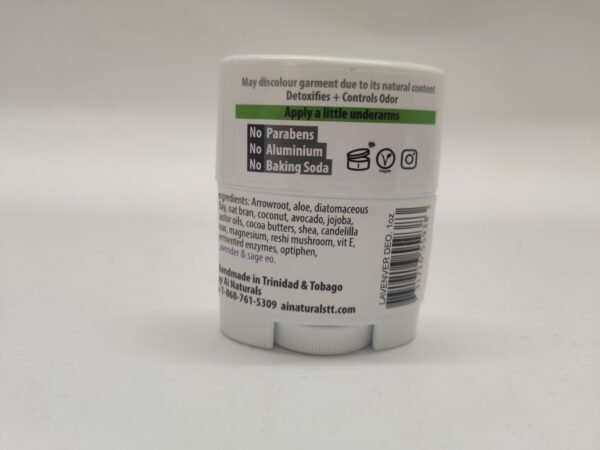 May discolour garment due to its natural content
Detoxifies + Controls Odor
Apply a little underarms
No Parabens
No Aluminium
No Baking Soda
vegan
ngredients: Arrowroot, aloe, diatomaceous
lay, oat bran, coconut, avocado, jojoba,
astor oils, cocoa butters, shea, candelilla
magnesium, reshi mushroom, vit E,
ermented enzymes, optiphen,
avender & sage eo.
andmade in Trinidad & Tobago
y Ai Naturals
1-868-761-5309 ainaturalstt.com
LAVENVER DEO. 1oz